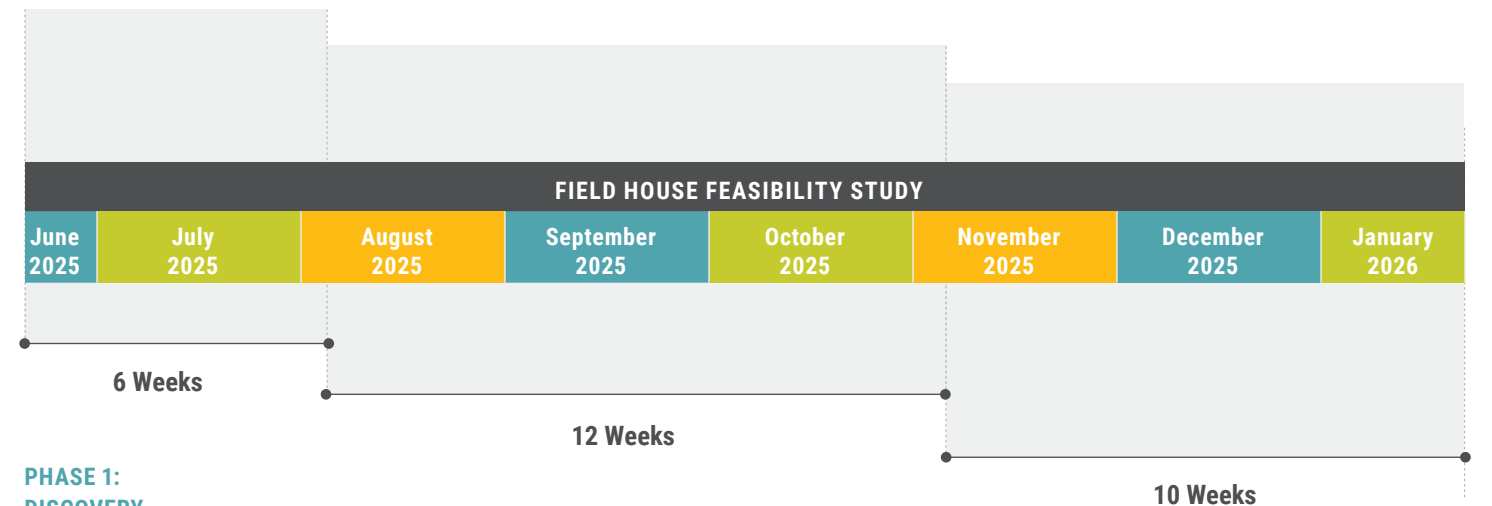 FIELD HOUSE FEASIBILITY STUDY
June
2025
July
2025
August
2025
September
2025
October
2025
November
2025
December
2025
January
2026
6 Weeks
12 Weeks
10 Weeks
PHASE 1:
DISCOVERY